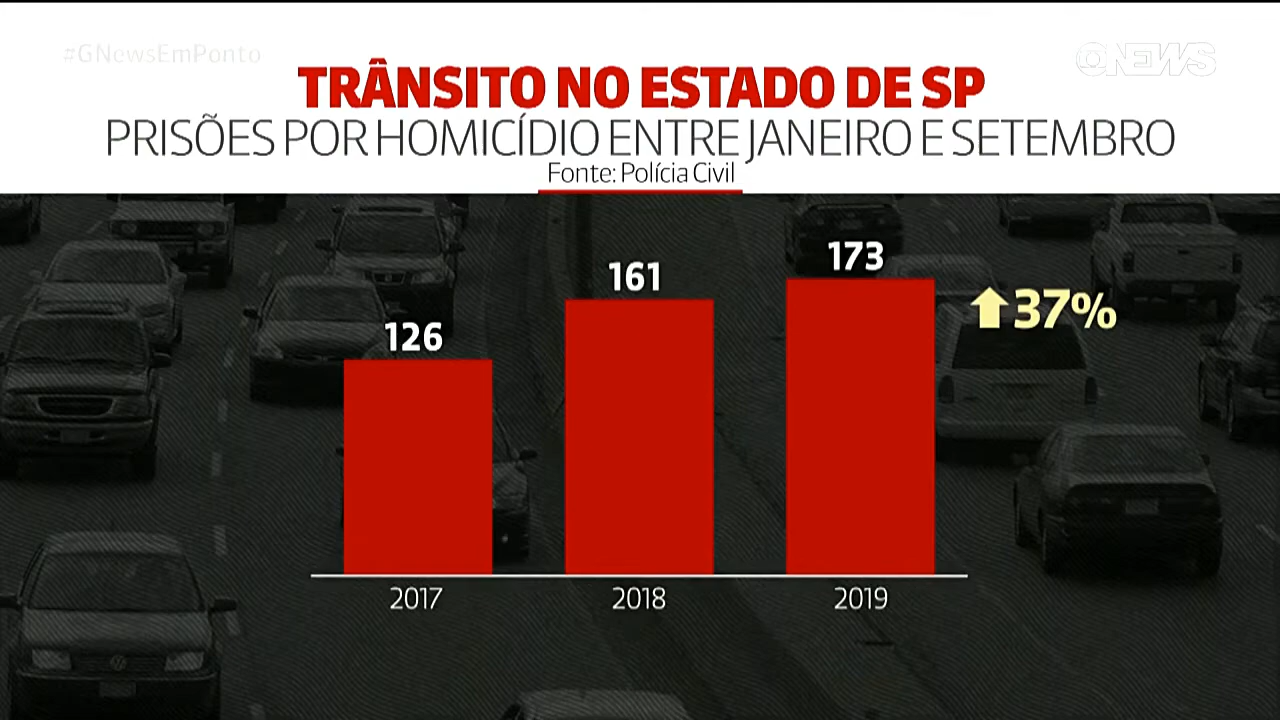 #GNewsEmPonto
GNEWS
TRÂNSITO NO ESTADO DE SP
PRISÕES POR HOMICÍDIO ENTRE JANEIRO E SETEMBRO
Fonte: Polícia Civil
126
161
173
37%
2017
2018
2019